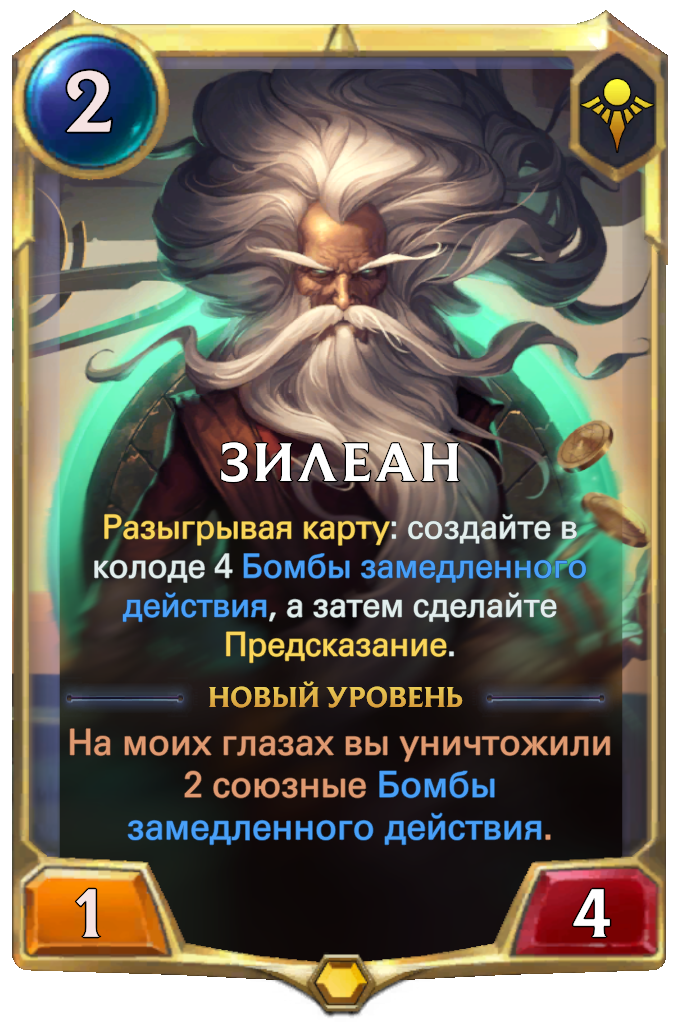 2
ЗИЛЕАН
Разыгрывая карту: создайте в
колоде 4 Бомбы замедленного
действия, а затем сделайте
Предсказание.
НОВЫЙ УРОВЕНЬ
На моих глазах вы уничтожили
2 союзные Бомбы
замедленного действия.
1
4